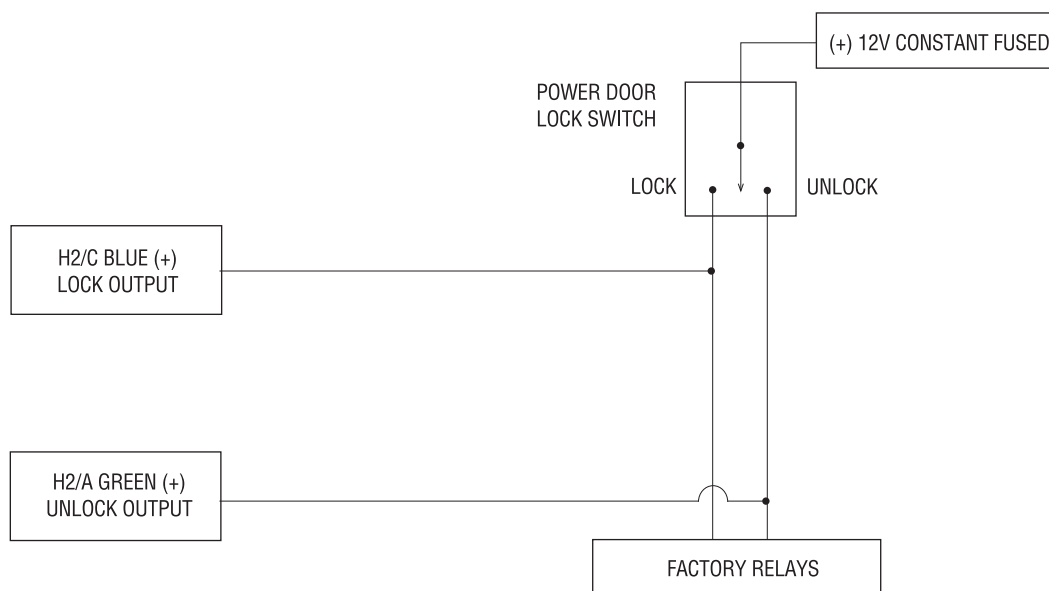 (+) 12V CONSTANT FUSED
POWER DOOR
LOCK SWITCH
LOCK
UNLOCK
H2/C BLUE (+)
LOCK OUTPUT
H2/A GREEN (+)
UNLOCK OUTPUT
FACTORY RELAYS